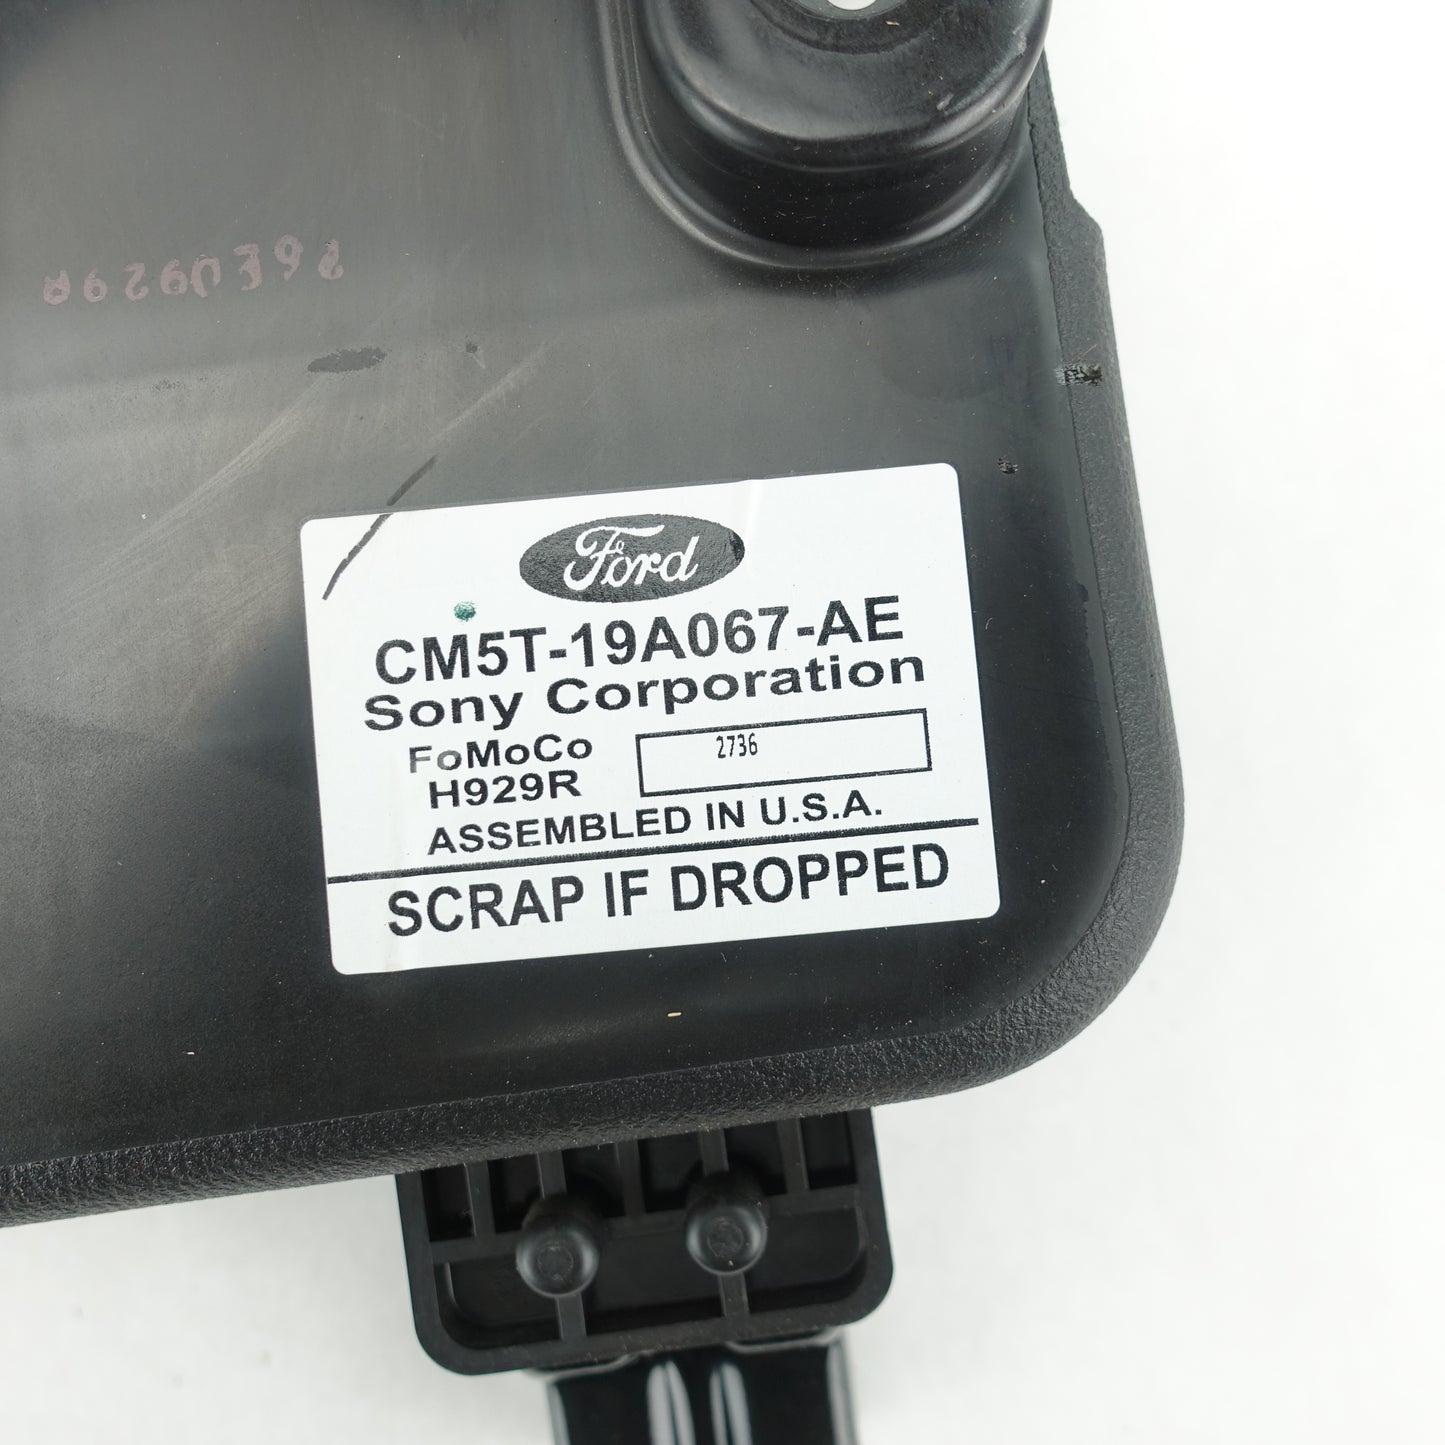 Ford
CM5T-19A067-AE
Sony Corporation
FoMoCo
H929R
2736
ASSEMBLED IN U.S.A.
SCRAP IF DROPPED